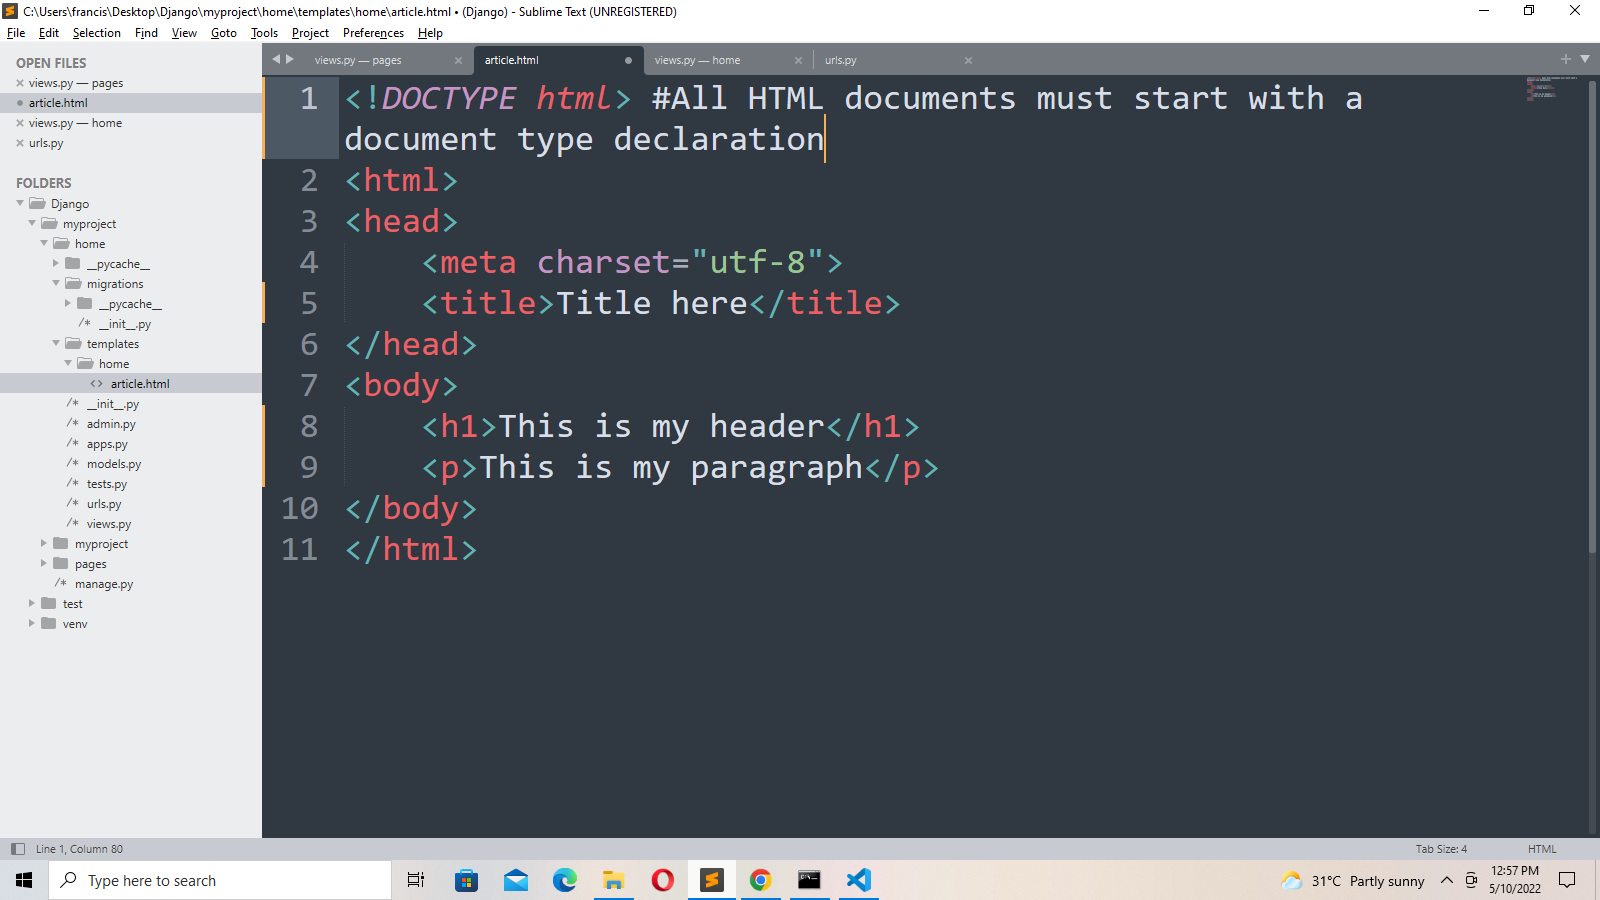 C:\Users\francis\Desktop\Django\myproject\home\templates\home\article.html • (Django) - Sublime Text (UNREGISTERED)
File Edit Selection Find View Goto Tools Project Preferences Help
OPEN FILES
views.py — pages
article.html
views.py — home
urls.py
FOLDERS
Django
myproject
home
__pycache__
migrations
__pycache__
/* __init__.py
templates
home
<> article.html
/* __init__.py
/* admin.py
/* apps.py
/* models.py
/* tests.py
/* urls.py
/* views.py
myproject
pages
/* manage.py
test
venv
views.py — pages article.html views.py — home urls.py
1 <!DOCTYPE html> #All HTML documents must start with a
document type declaration
2 <html>
3 <head>
4 <meta charset="utf-8">
5 <title>Title here</title>
6 </head>
7 <body>
8 <h1>This is my header</h1>
9 <p>This is my paragraph</p>
10 </body>
11 </html>
Line 1, Column 80 Tab Size: 4 HTML
Type here to search
31°C Partly sunny
12:57 PM
5/10/2022